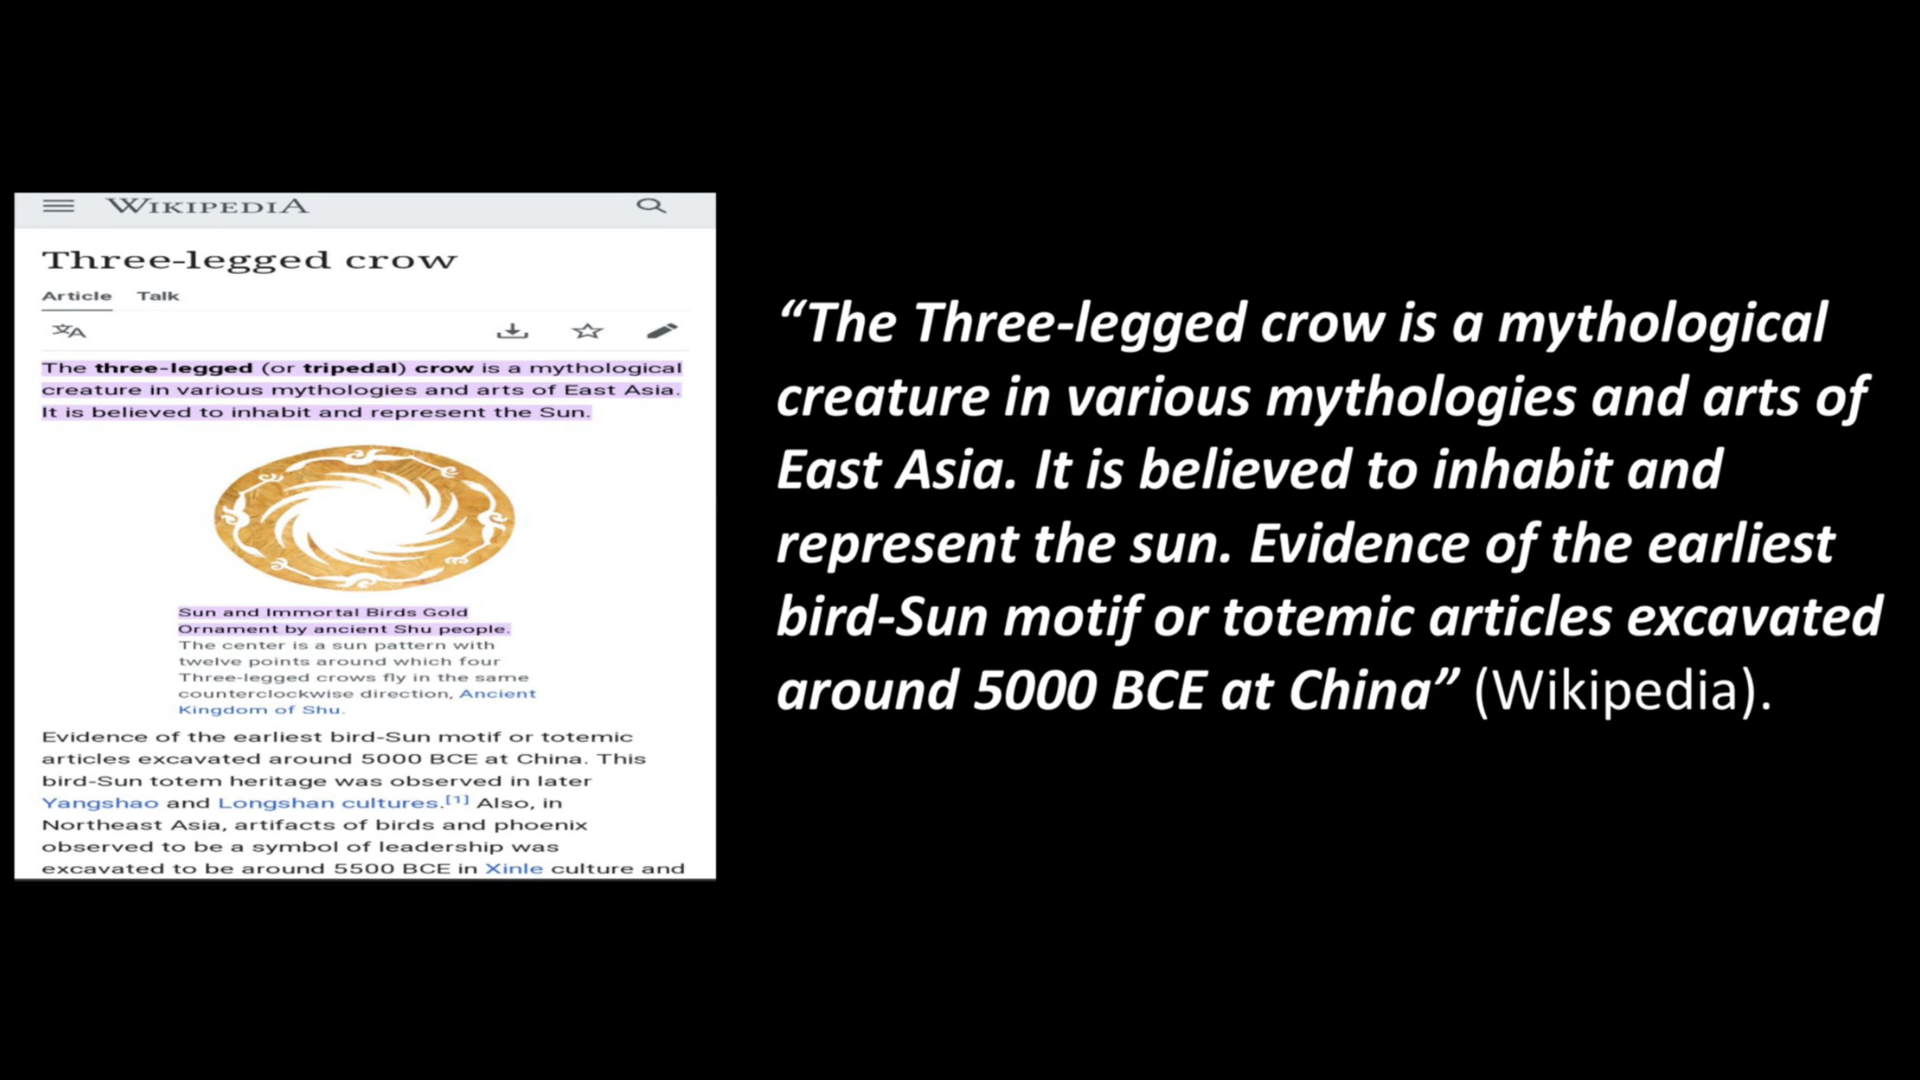 WIKIPEDIA
Three-legged crow
Article Talk
The three-legged (or tripedal) crow is a mythological
creature in various mythologies and arts of East Asia.
It is believed to inhabit and represent the Sun.
Sun and Immortal Birds Gold
Ornament by ancient Shu people.
The center is a sun pattern with
twelve points around which four
Three-legged crows fly in the same
counterclockwise direction, Ancient
Kingdom of Shu.
Evidence of the earliest bird-Sun motif or totemic
articles excavated around 5000 BCE at China. This
bird-Sun totem heritage was observed in later
Yangshao and Longshan cultures.[1] Also, in
Northeast Asia, artifacts of birds and phoenix
observed to be a symbol of leadership was
excavated to be around 5500 BCE in Xinle culture and
“The Three-legged crow is a mythological
creature in various mythologies and arts of
East Asia. It is believed to inhabit and
represent the sun. Evidence of the earliest
bird-Sun motif or totemic articles excavated
around 5000 BCE at China” (Wikipedia).